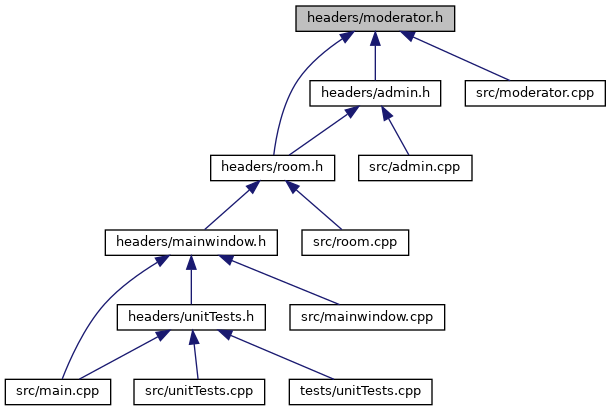 headers/moderator.h
headers/admin.h
src/moderator.cpp
headers/room.h
src/admin.cpp
headers/mainwindow.h
src/room.cpp
headers/unitTests.h
src/mainwindow.cpp
src/main.cpp
src/unitTests.cpp
tests/unitTests.cpp